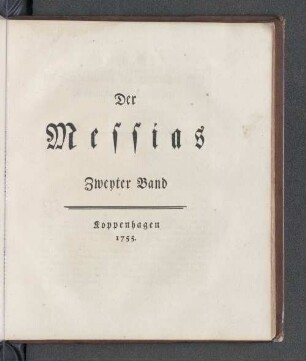 Der
Meſſias
Zweyter Band
Koppenhagen
1755.